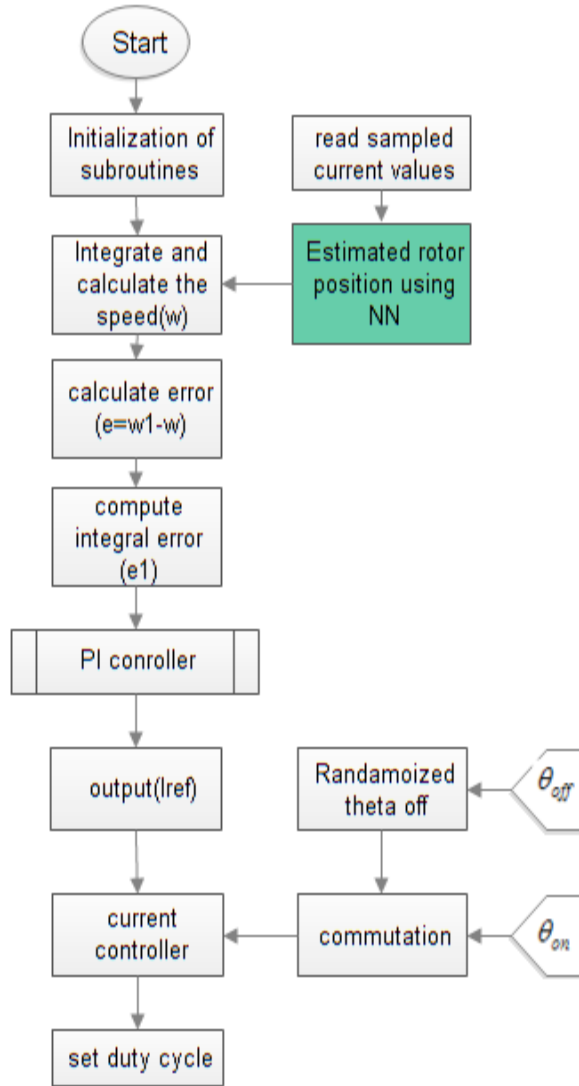 Start
Initialization of
subroutines
read sampled
current values
Integrate and
calculate the
speed(w)
Estimated rotor
position using
NN
calculate error
(e=w1-w)
compute
integral error
(e1)
PI conroller
output(Iref)
Randamoized
theta off
θoff
current
controller
commutation
θon
set duty cycle